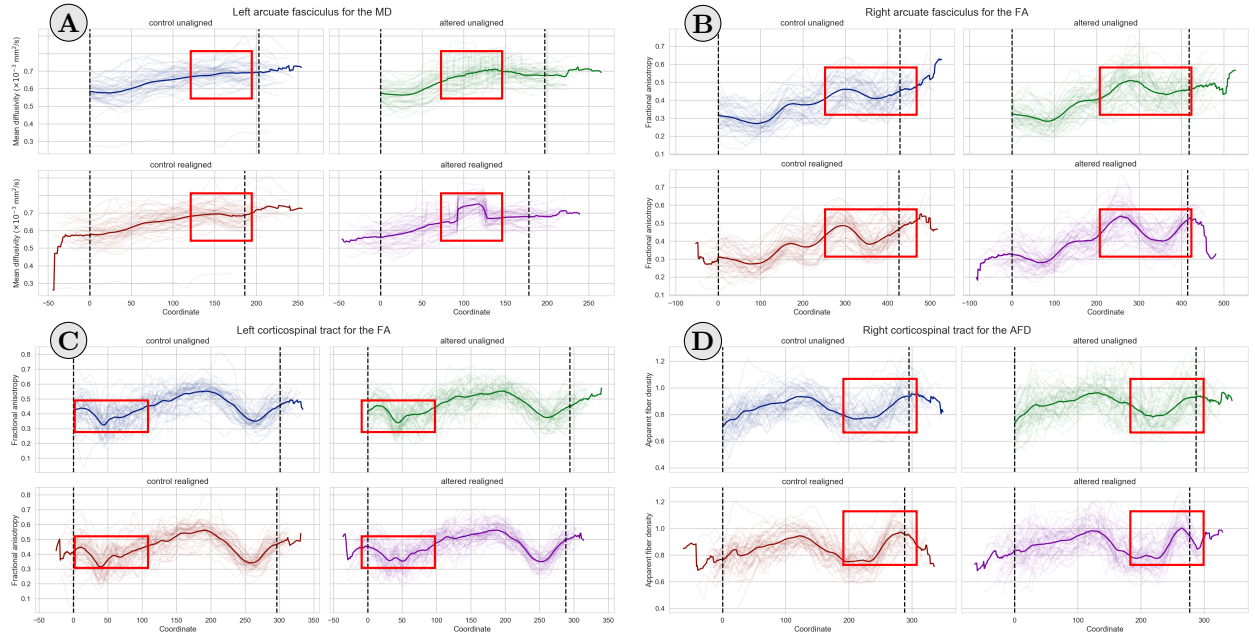 A
Left arcuate fasciculus for the MD
control unaligned
altered unaligned
Mean diffusivity (×10⁻³ mm²/s)
0.7
0.6
0.5
0.4
0.3
control realigned
altered realigned
Mean diffusivity (×10⁻³ mm²/s)
0.7
0.6
0.5
0.4
0.3
−50 0 50 100 150 200 250
−50 0 50 100 150 200 250
Coordinate
Coordinate
B
Right arcuate fasciculus for the FA
control unaligned
altered unaligned
Fractional anisotropy
0.7
0.6
0.5
0.4
0.3
0.2
0.1
control realigned
altered realigned
Fractional anisotropy
0.7
0.6
0.5
0.4
0.3
0.2
0.1
−100 0 100 200 300 400 500
−100 0 100 200 300 400 500
Coordinate
Coordinate
C
Left corticospinal tract for the FA
control unaligned
altered unaligned
Fractional anisotropy
0.8
0.6
0.5
0.4
0.3
0.1
control realigned
altered realigned
Fractional anisotropy
0.8
0.6
0.5
0.4
0.3
0.1
−50 0 50 100 150 200 250 300 350
−50 0 50 100 150 200 250 300 350
Coordinate
Coordinate
D
Right corticospinal tract for the AFD
control unaligned
altered unaligned
Apparent fiber density
1.2
1.0
0.8
0.6
0.4
control realigned
altered realigned
Apparent fiber density
1.2
1.0
0.8
0.6
0.4
0 100 200 300
0 100 200 300
Coordinate
Coordinate